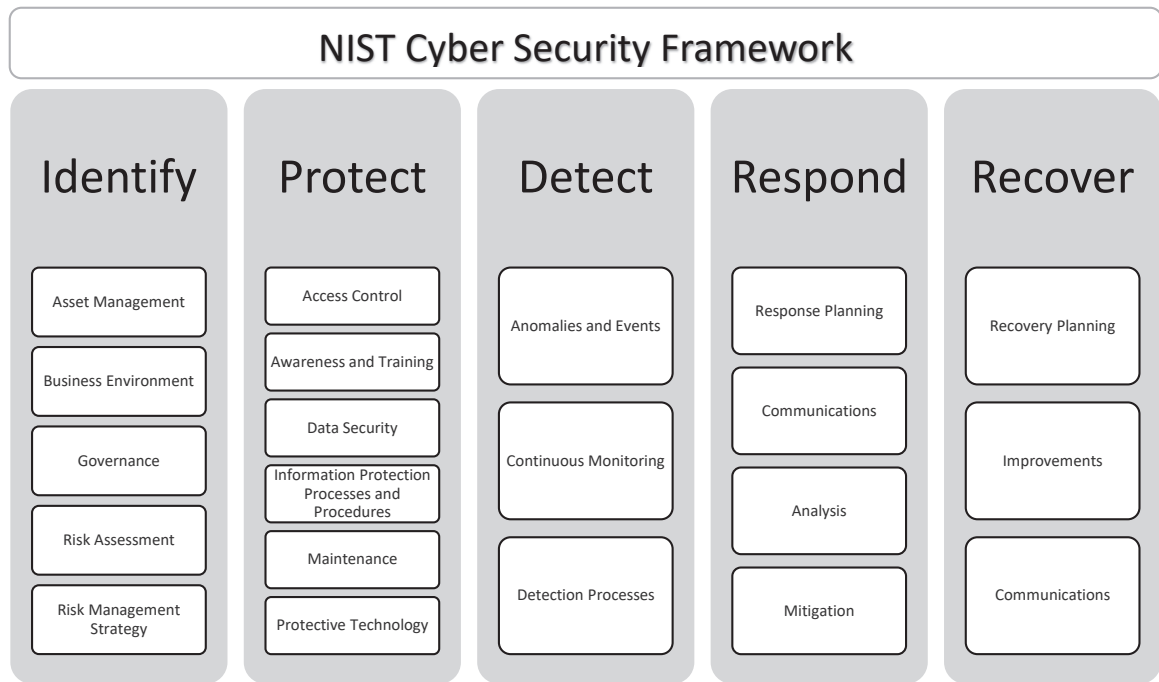 NIST Cyber Security Framework
Identify
Asset Management
Business Environment
Governance
Risk Assessment
Risk Management
Strategy
Protect
Access Control
Awareness and Training
Data Security
Information Protection
Processes and
Procedures
Maintenance
Protective Technology
Detect
Anomalies and Events
Continuous Monitoring
Detection Processes
Respond
Response Planning
Communications
Analysis
Mitigation
Recover
Recovery Planning
Improvements
Communications